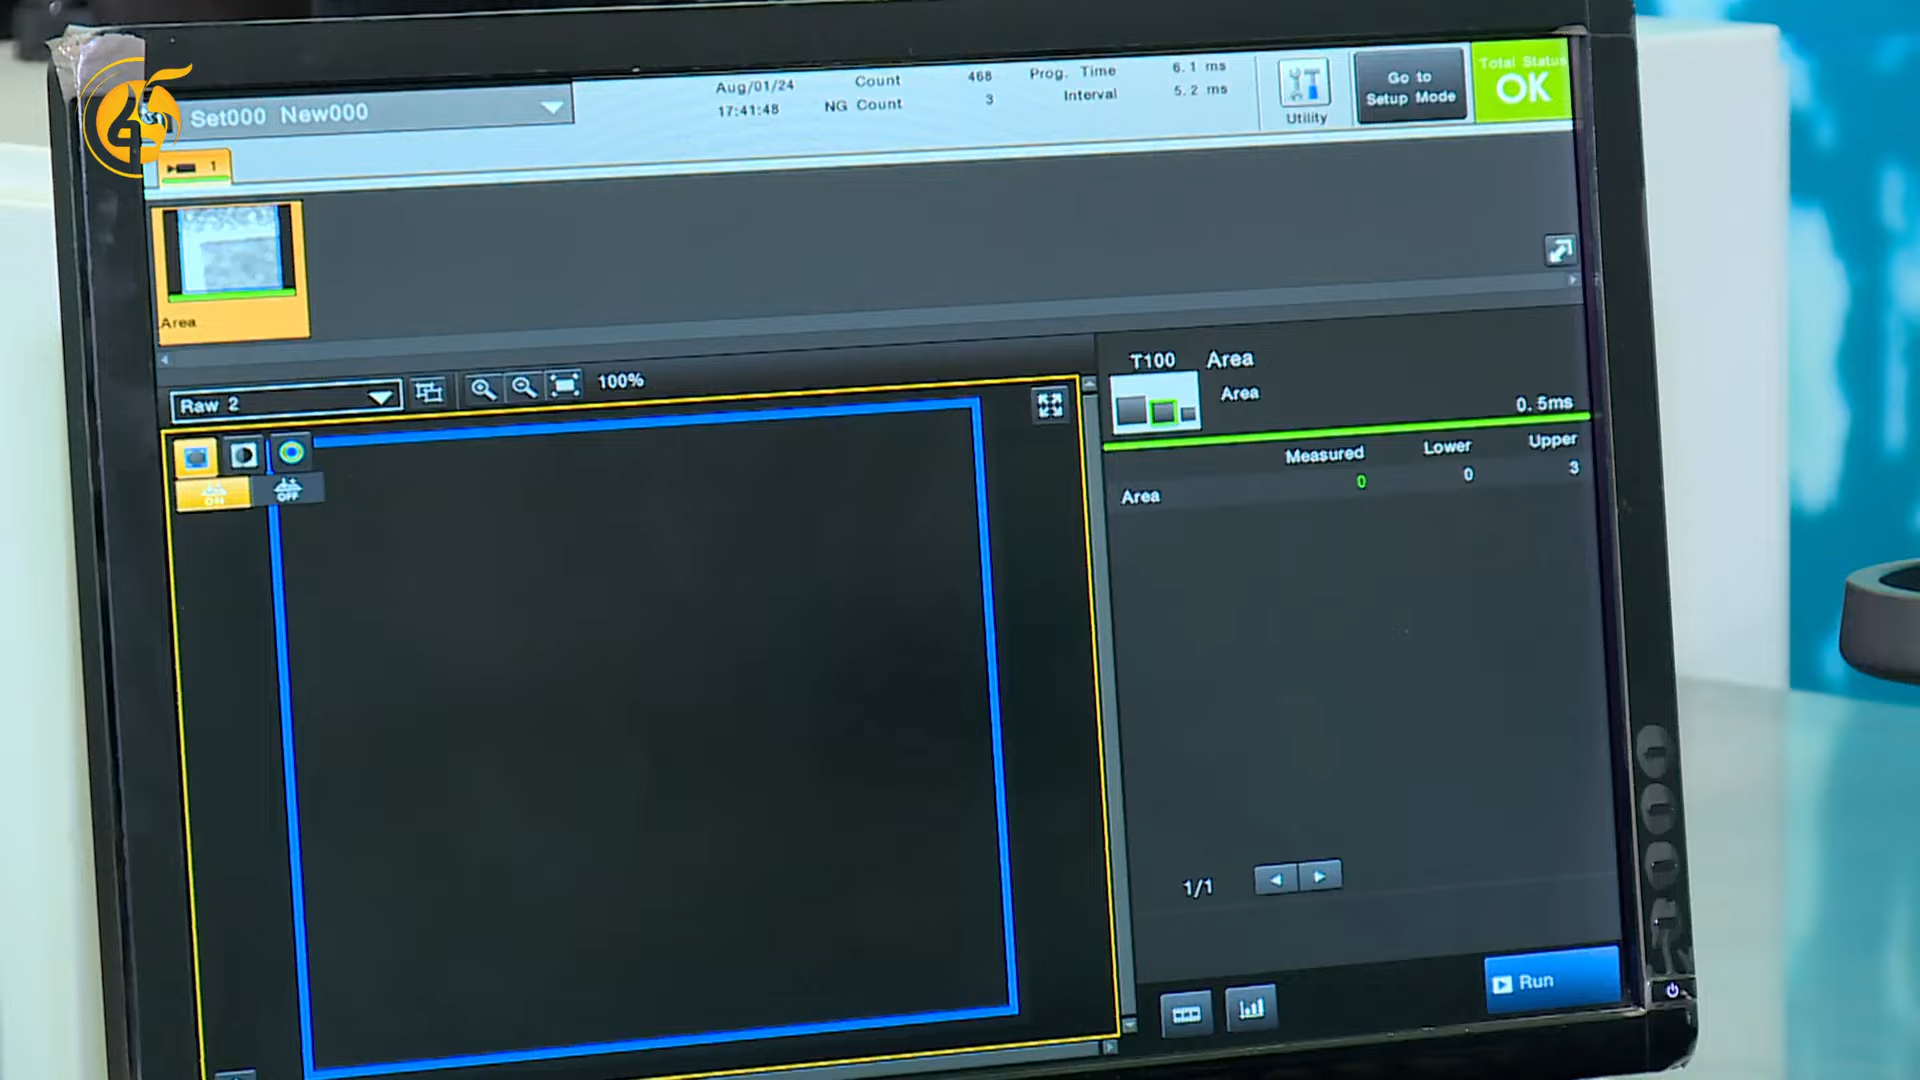 Set000 New000
Aug/01/24
17:41:48
Count 468
NG Count 3
Prog. Time 6.1 ms
Interval 5.2 ms
Utility
Go to
Setup Mode
Total Status
OK
1
Area
Raw 2
100%
ON
OFF
T100 Area
Area
0.5ms
Measured Lower Upper
Area 0 0 3
1/1
Run